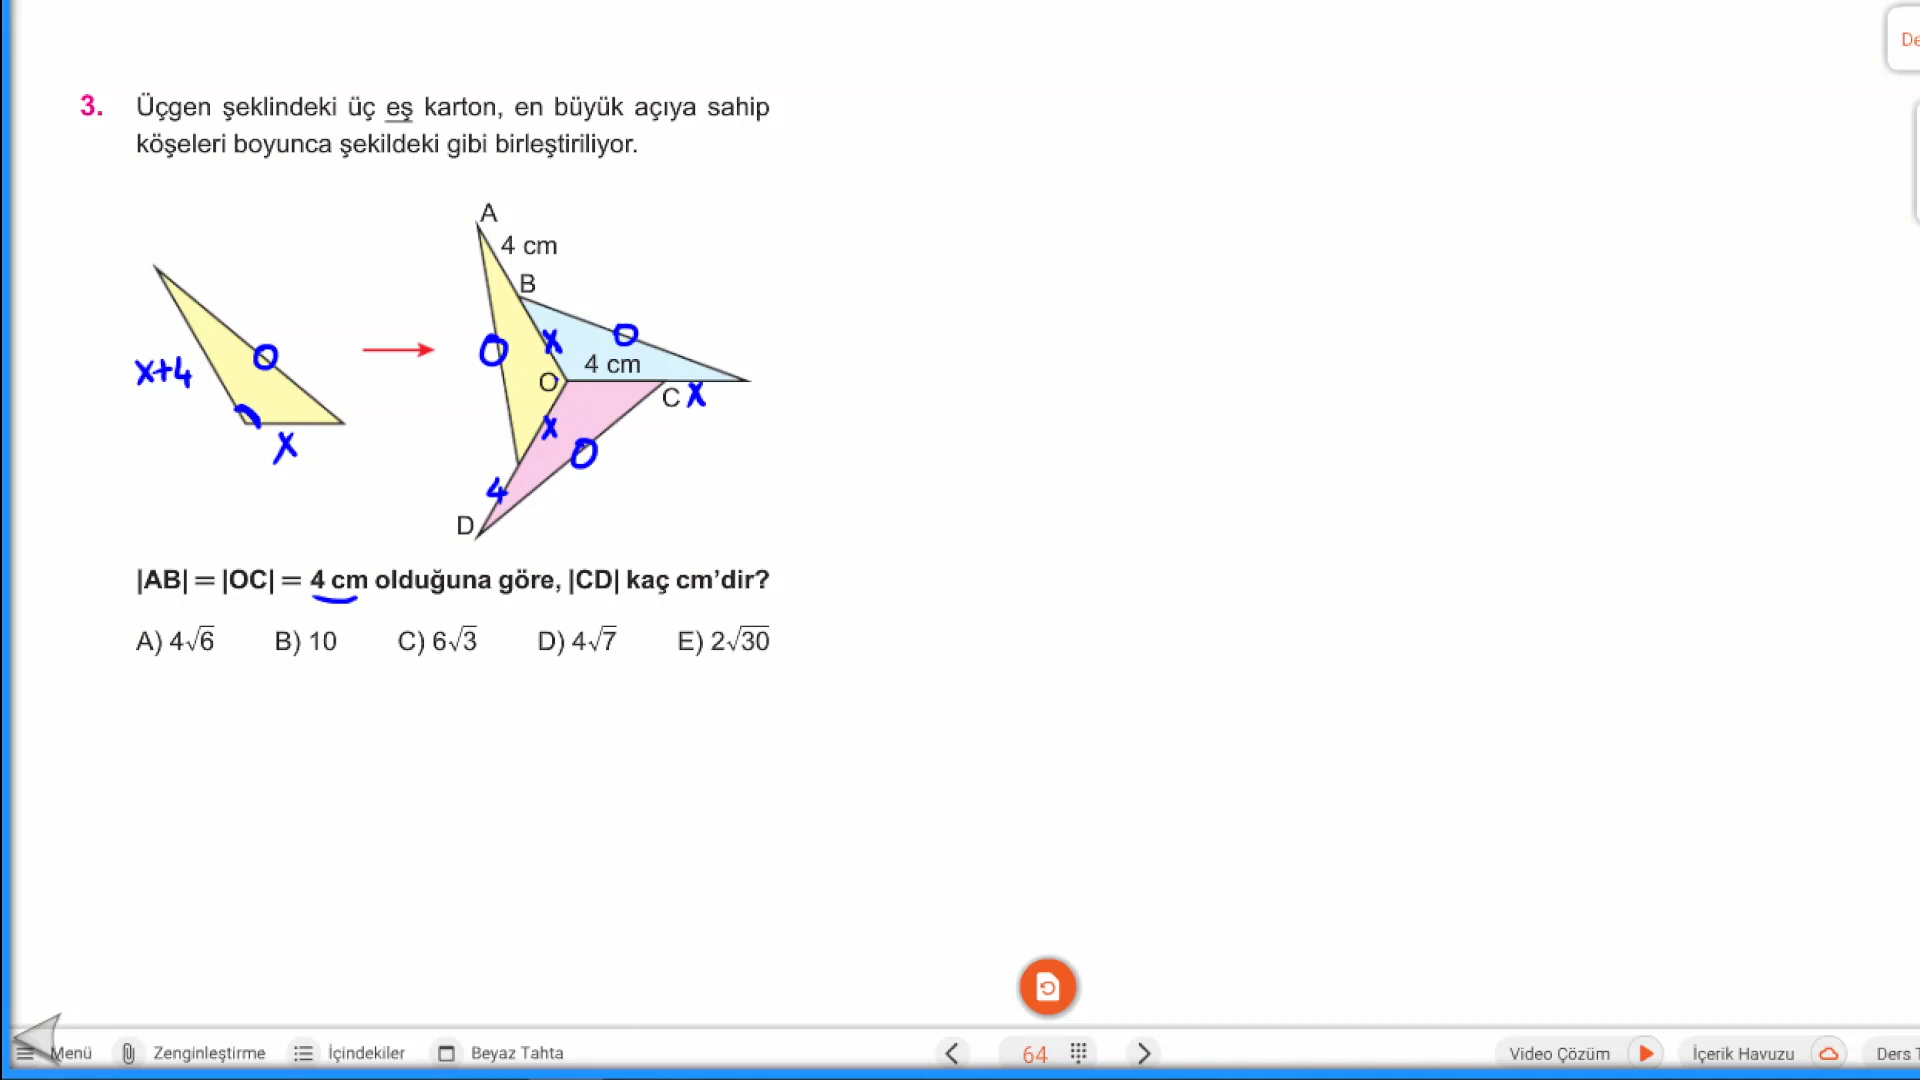 De
3. Üçgen şeklindeki üç eş karton, en büyük açıya sahip
köşeleri boyunca şekildeki gibi birleştiriliyor.
A
4 cm
B
x+4
O
X
O
X
O
4 cm
O
C X
X
O
4
D
|AB| = |OC| = 4 cm olduğuna göre, |CD| kaç cm’dir?
A) 4√6 B) 10 C) 6√3 D) 4√7 E) 2√30
Menü Zenginleştirme İçindekiler Beyaz Tahta 64 Video Çözüm İçerik Havuzu Ders